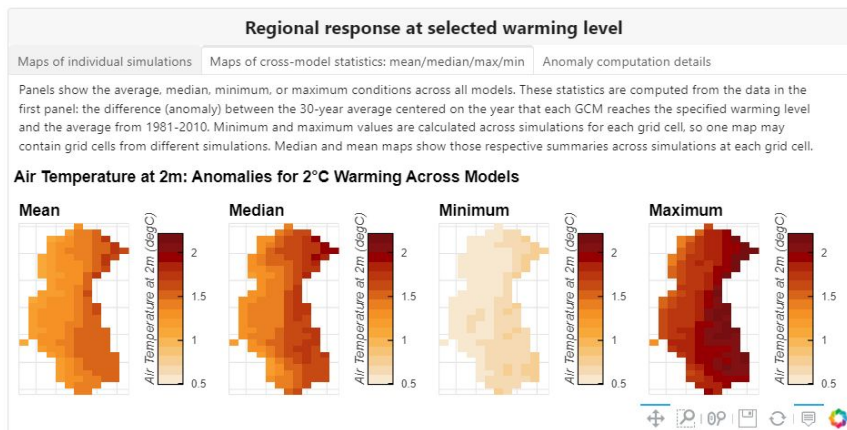 Regional response at selected warming level
Maps of individual simulations
Maps of cross-model statistics: mean/median/max/min
Anomaly computation details
Panels show the average, median, minimum, or maximum conditions across all models. These statistics are computed from the data in the
first panel: the difference (anomaly) between the 30-year average centered on the year that each GCM reaches the specified warming level
and the average from 1981-2010. Minimum and maximum values are calculated across simulations for each grid cell, so one map may
contain grid cells from different simulations. Median and mean maps show those respective summaries across simulations at each grid cell.
Air Temperature at 2m: Anomalies for 2°C Warming Across Models
Mean
Air Temperature at 2m (degC)
2
1.5
1
0.5
Median
Air Temperature at 2m (degC)
2
1.5
1
0.5
Minimum
Air Temperature at 2m (degC)
2
1.5
1
0.5
Maximum
Air Temperature at 2m (degC)
2
1.5
1
0.5